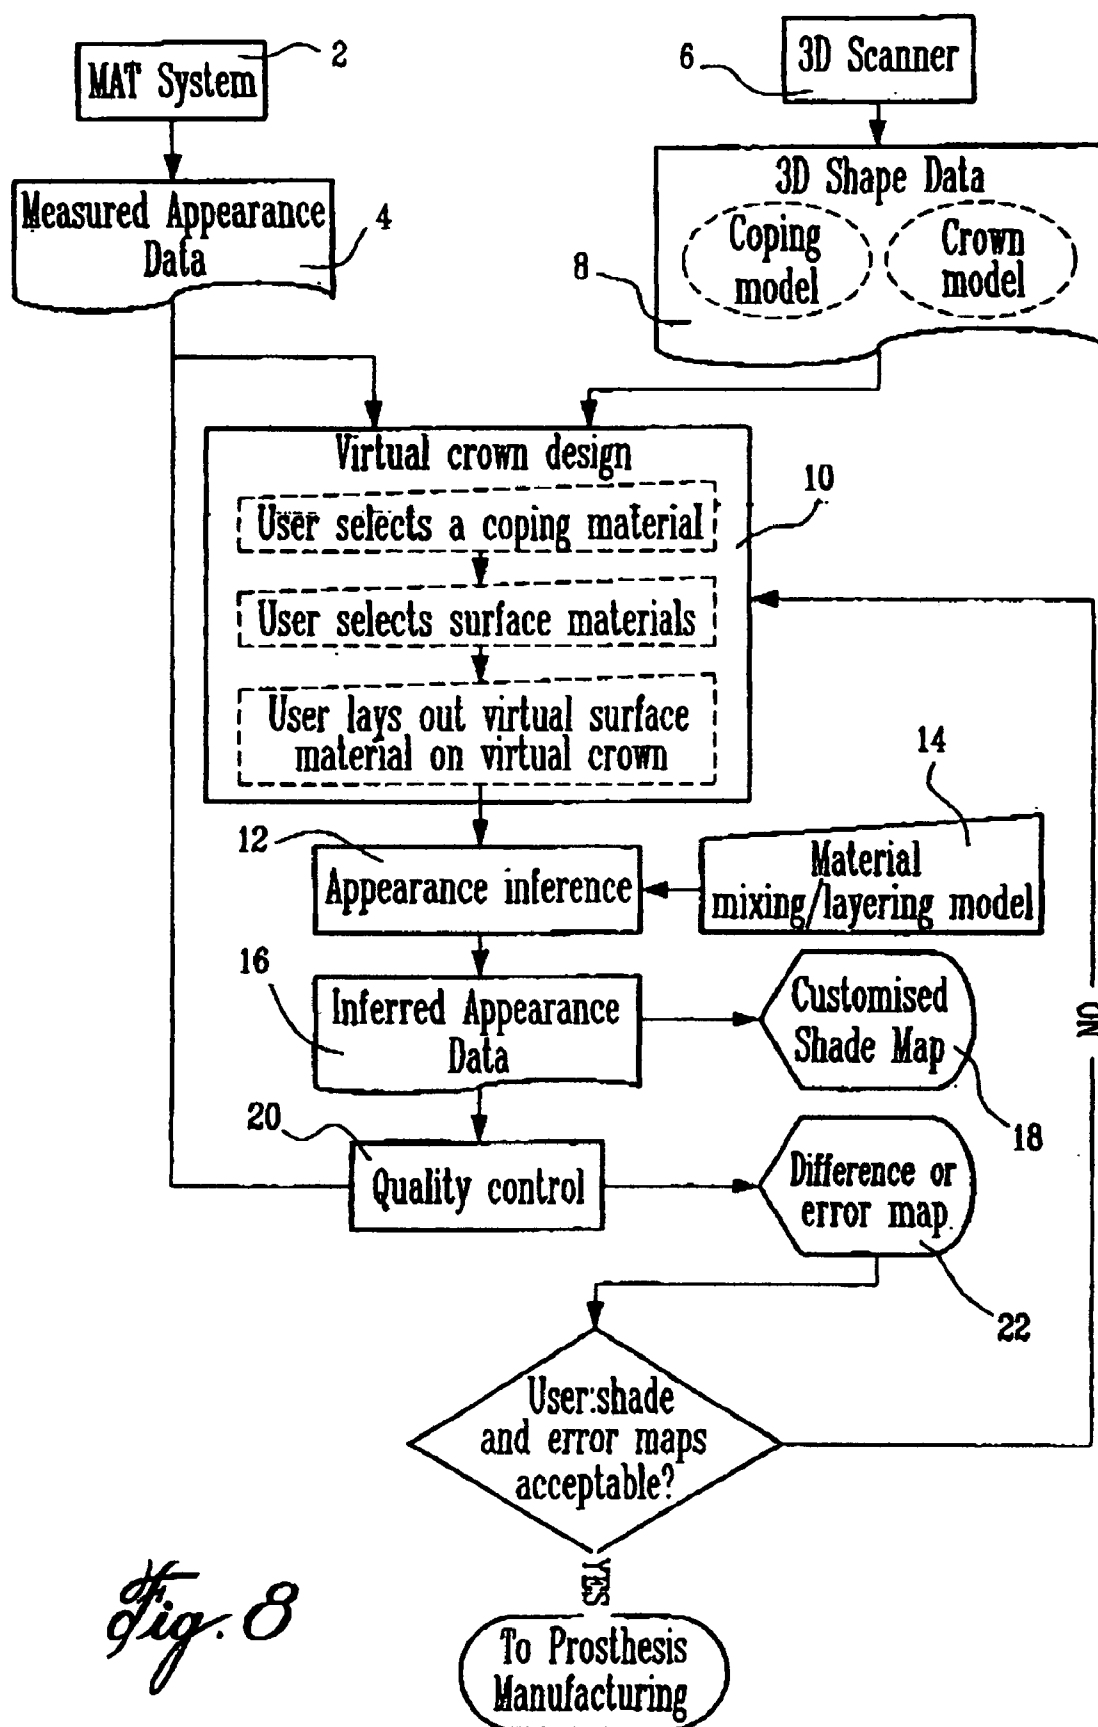 MAT System
2
3D Scanner
6
Measured Appearance
Data
4
3D Shape Data
Coping
model
Crown
model
8
Virtual crown design
10
User selects a coping material
User selects surface materials
User lays out virtual surface
material on virtual crown
12
Appearance inference
14
Material
mixing/layering model
16
Inferred Appearance
Data
Customised
Shade Map
18
NO
20
Quality control
Difference or
error map
22
User:shade
and error maps
acceptable?
YES
To Prosthesis
Manufacturing
Fig. 8